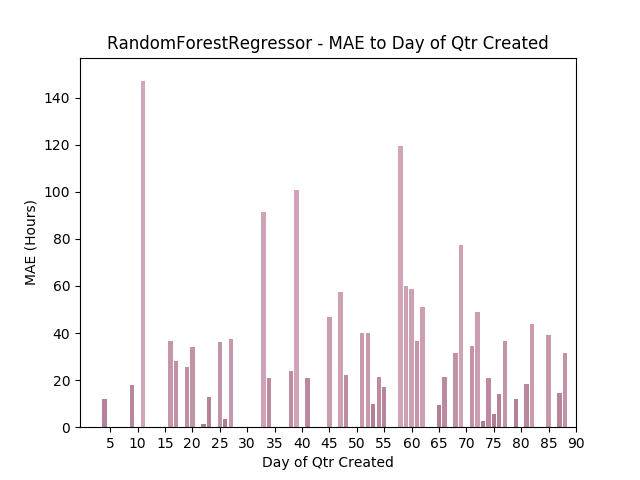 RandomForestRegressor - MAE to Day of Qtr Created
140
120
100
80
60
40
20
0
MAE (Hours)
5 10 15 20 25 30 35 40 45 50 55 60 65 70 75 80 85 90
Day of Qtr Created